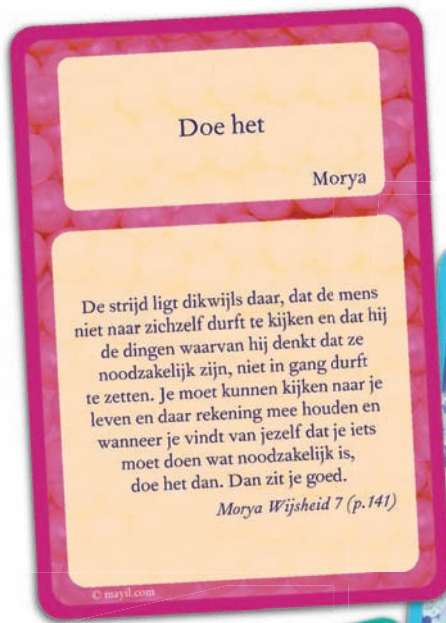 Doe het
Morya
De strijd ligt dikwijls daar, dat de mens
niet naar zichzelf durft te kijken en dat hij
de dingen waarvan hij denkt dat ze
noodzakelijk zijn, niet in gang durft
te zetten. Je moet kunnen kijken naar je
leven en daar rekening mee houden en
wanneer je vindt van jezelf dat je iets
moet doen wat noodzakelijk is,
doe het dan. Dan zit je goed.
Morya Wijsheid 7 (p.141)
© mayil.com